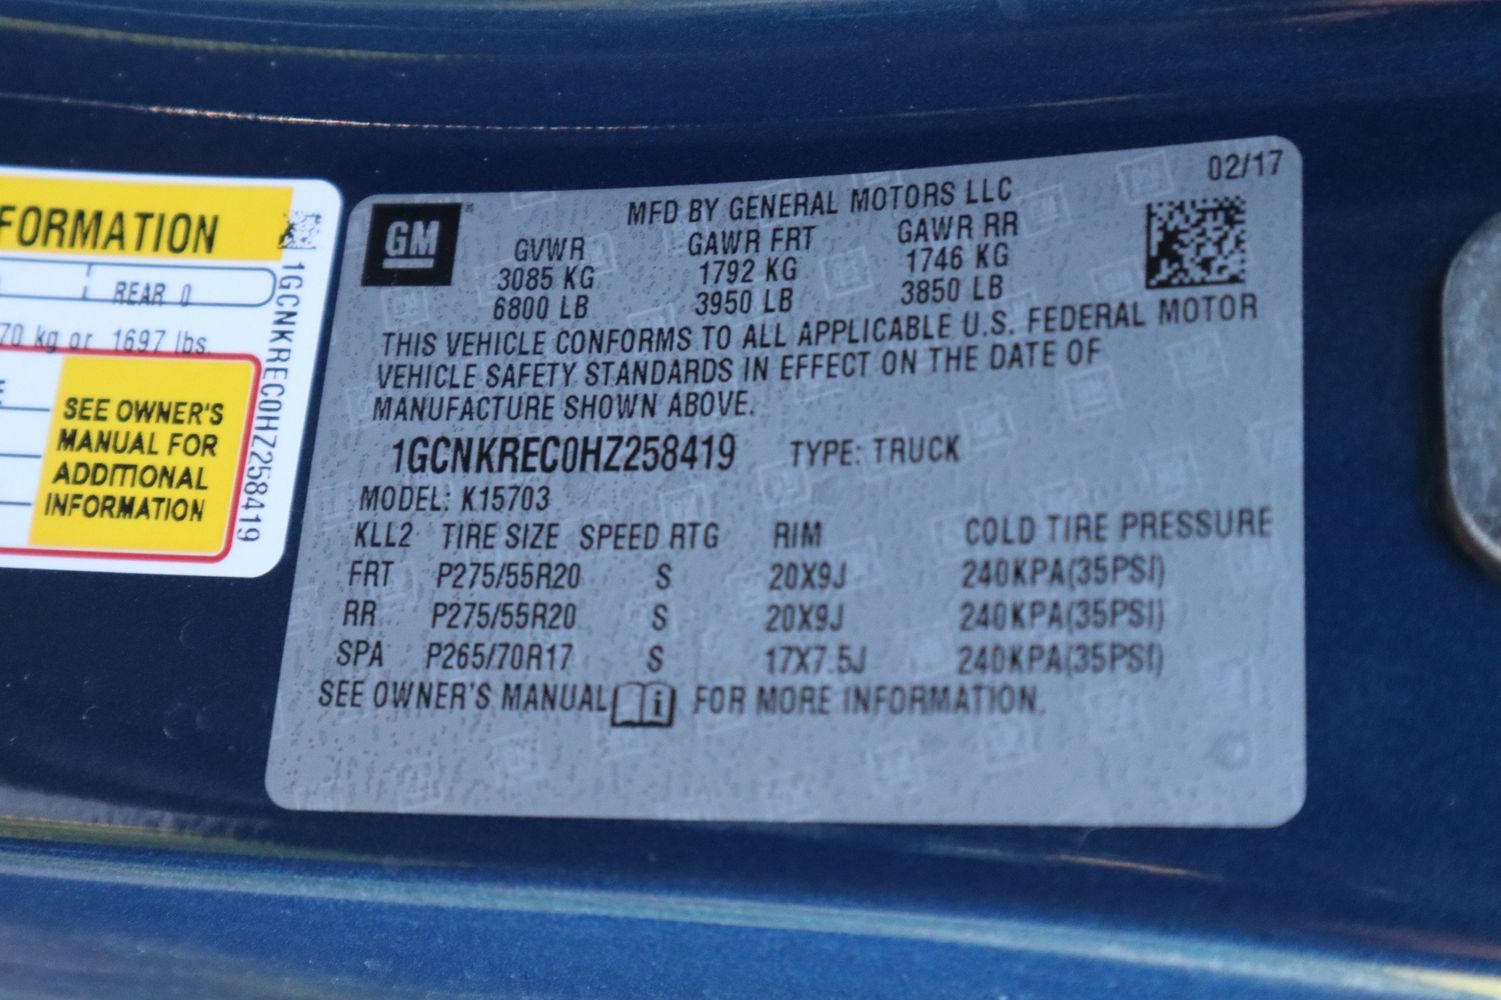 FORMATION
REAR 0
70 kg or 1697 lbs.
SEE OWNER'S
MANUAL FOR
ADDITIONAL
INFORMATION
1GCNKREC0HZ258419
GM
02/17
MFD BY GENERAL MOTORS LLC
GVWR GAWR FRT GAWR RR
3085 KG 1792 KG 1746 KG
6800 LB 3950 LB 3850 LB
THIS VEHICLE CONFORMS TO ALL APPLICABLE U.S. FEDERAL MOTOR
VEHICLE SAFETY STANDARDS IN EFFECT ON THE DATE OF
MANUFACTURE SHOWN ABOVE.
1GCNKREC0HZ258419 TYPE: TRUCK
MODEL: K15703
KLL2 TIRE SIZE SPEED RTG RIM COLD TIRE PRESSURE
FRT P275/55R20 S 20X9J 240KPA(35PSI)
RR P275/55R20 S 20X9J 240KPA(35PSI)
SPA P265/70R17 S 17X7.5J 240KPA(35PSI)
SEE OWNER'S MANUAL i FOR MORE INFORMATION.